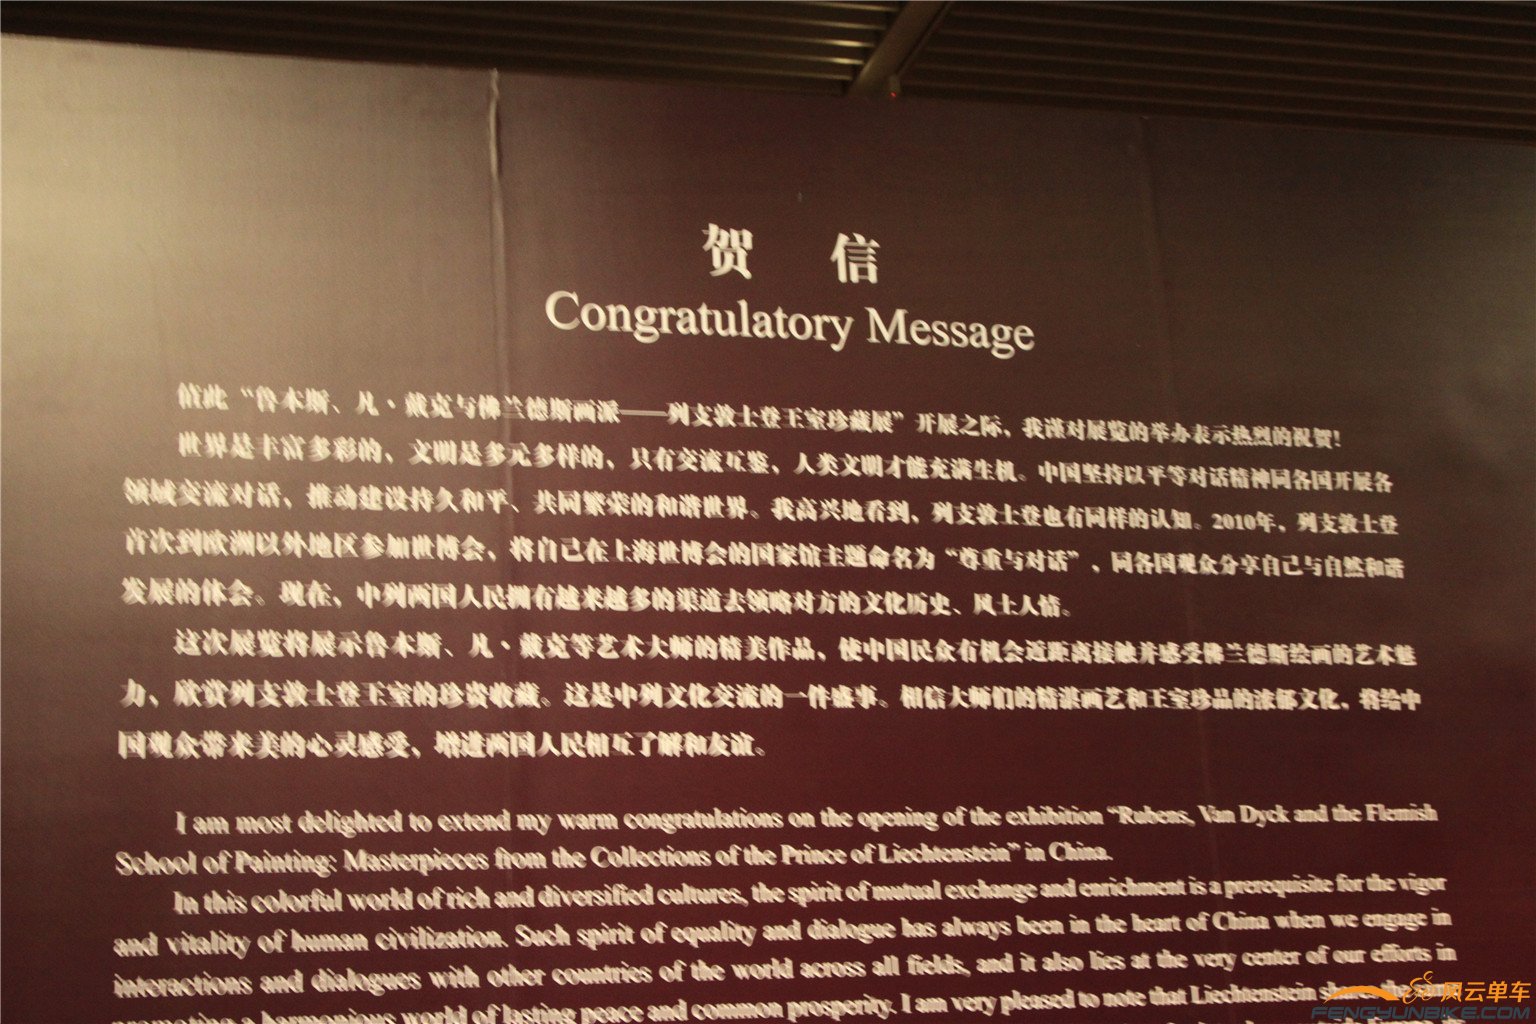 贺 信
Congratulatory Message
值此“鲁本斯、凡·戴克与佛兰德斯画派——列支敦士登王室珍藏展”开展之际，我谨对展览的举办表示热烈的祝贺！
世界是丰富多彩的，文明是多元多样的，只有交流互鉴，人类文明才能充满生机。中国坚持以平等对话精神同各国开展各
领域交流对话，推动建设持久和平、共同繁荣的和谐世界。我高兴地看到，列支敦士登也有同样的认知。2010年，列支敦士登
首次到欧洲以外地区参加世博会，将自己在上海世博会的国家馆主题命名为“尊重与对话”，同各国观众分享自己与自然和谐
发展的体会。现在，中列两国人民拥有越来越多的渠道去领略对方的文化历史、风土人情。
这次展览将展示鲁本斯、凡·戴克等艺术大师的精美作品，使中国民众有机会近距离接触并感受佛兰德斯绘画的艺术魅
力，欣赏列支敦士登王室的珍贵收藏。这是中列文化交流的一件盛事。相信大师们的精湛画艺和王室珍品的浓郁文化，将给中
国观众带来美的心灵感受，增进两国人民相互了解和友谊。
I am most delighted to extend my warm congratulations on the opening of the exhibition “Rubens, Van Dyck and the Flemish
School of Painting: Masterpieces from the Collections of the Prince of Liechtenstein” in China.
In this colorful world of rich and diversified cultures, the spirit of mutual exchange and enrichment is a prerequisite for the vigor
and vitality of human civilization. Such spirit of equality and dialogue has always been in the heart of China when we engage in
interactions and dialogues with other countries of the world across all fields, and it also lies at the very center of our efforts in
promoting a harmonious world of lasting peace and common prosperity. I am very pleased to note that Liechtenstein shares the
风云单车
FENGYUNBIKE.COM